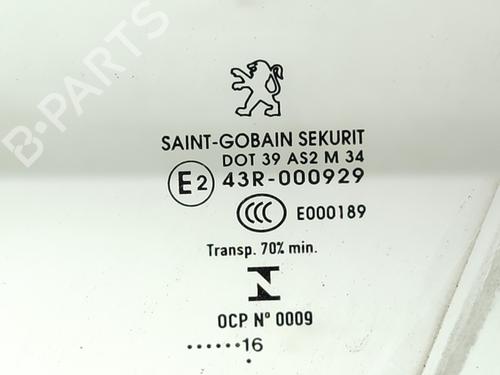 B-PARTS
SAINT-GOBAIN SEKURIT
DOT 39 AS2 M 34
E2 43R-000929
CCC E000189
Transp. 70% min.
OCP Nº 0009
......16